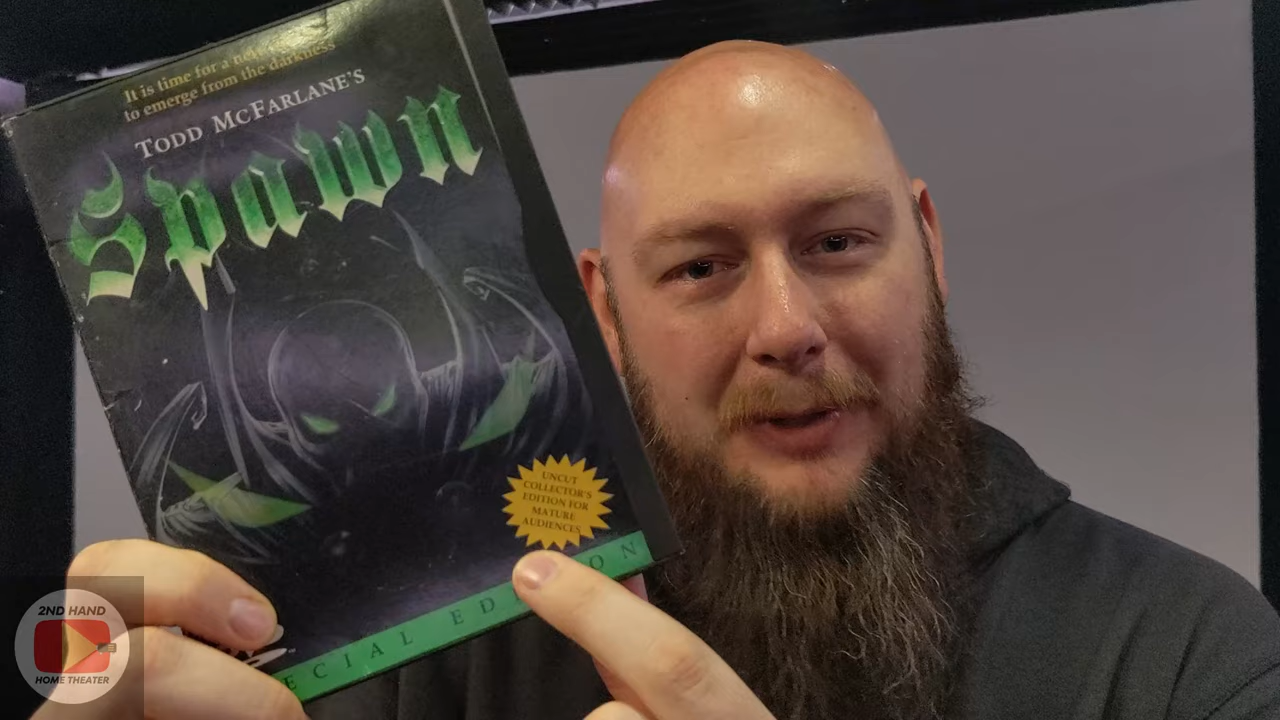 It is time for a
to emerge from the darkness
TODD MCFARLANE'S
Spawn
UNCUT
COLLECTOR'S
EDITION FOR
MATURE
AUDIENCES
ECIAL ED ON
2ND HAND
HOME THEATER